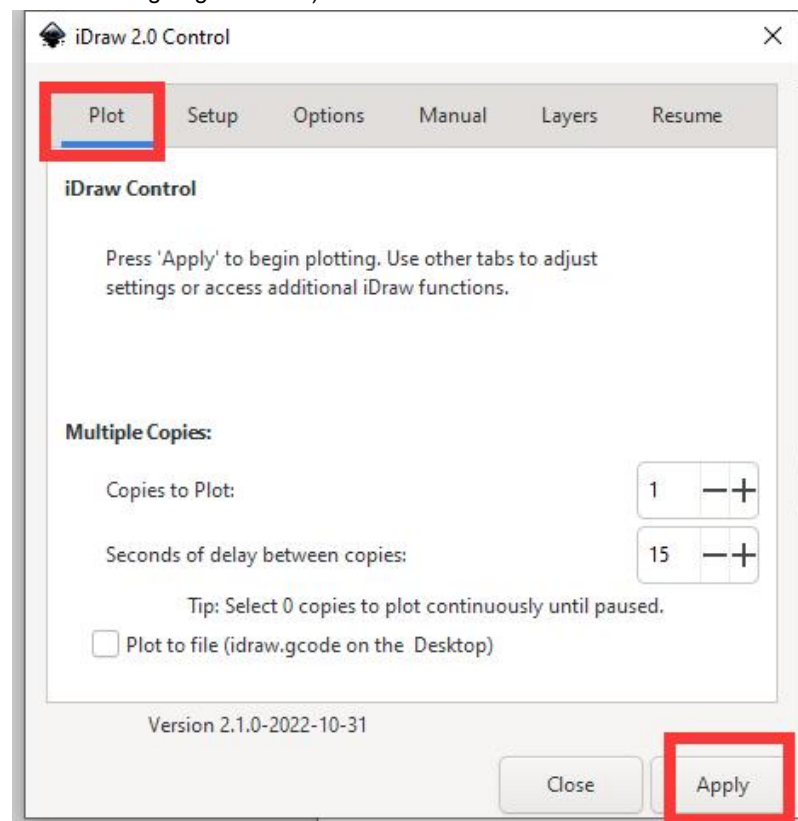 iDraw 2.0 Control
Plot Setup Options Manual Layers Resume
iDraw Control
Press 'Apply' to begin plotting. Use other tabs to adjust
settings or access additional iDraw functions.
Multiple Copies:
Copies to Plot: 1
Seconds of delay between copies: 15
Tip: Select 0 copies to plot continuously until paused.
Plot to file (idraw.gcode on the Desktop)
Version 2.1.0-2022-10-31
Close Apply